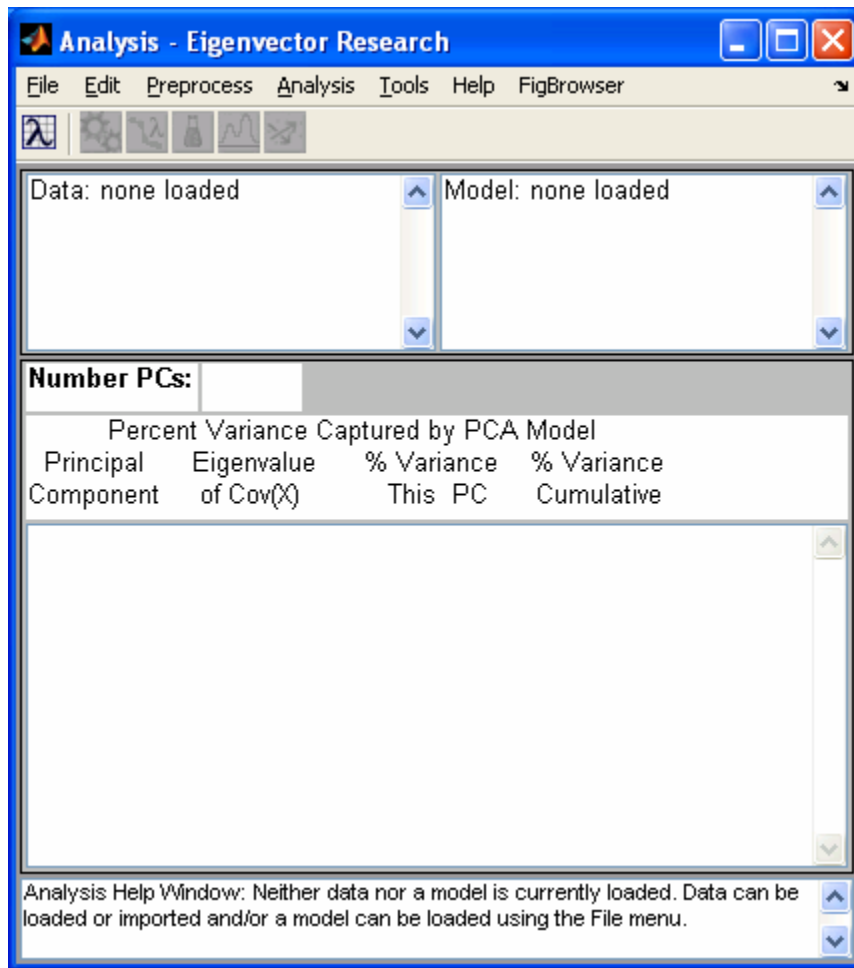 Analysis - Eigenvector Research
File Edit Preprocess Analysis Tools Help FigBrowser
λ
Data: none loaded
Model: none loaded
Number PCs:
Percent Variance Captured by PCA Model
Principal Eigenvalue % Variance % Variance
Component of Cov(X) This PC Cumulative
Analysis Help Window: Neither data nor a model is currently loaded. Data can be
loaded or imported and/or a model can be loaded using the File menu.